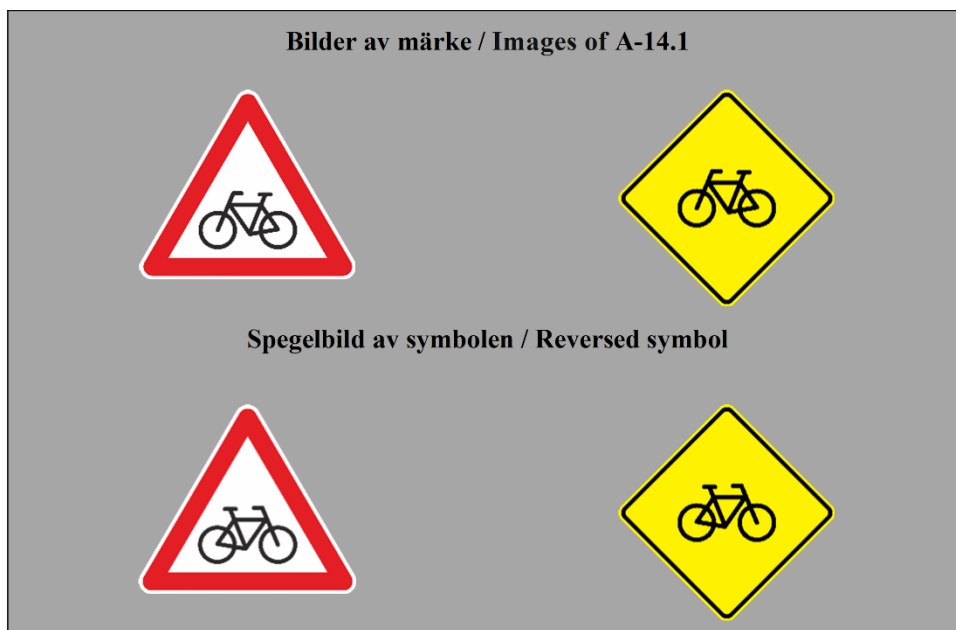 Bilder av märke / Images of A-14.1
Spegelbild av symbolen / Reversed symbol